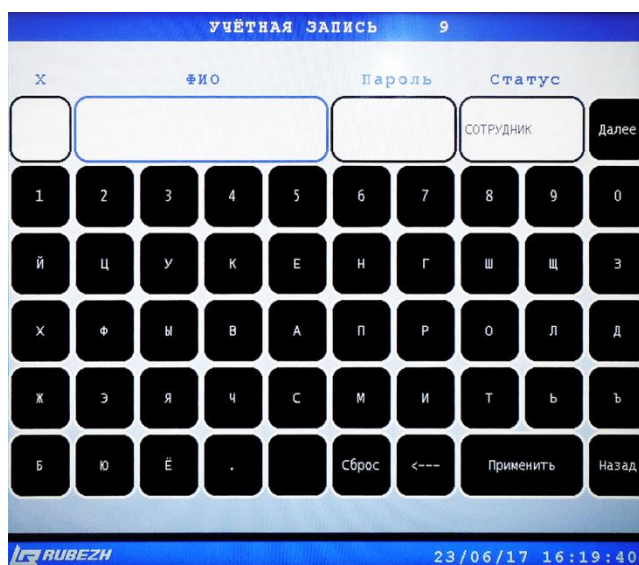 УЧЁТНАЯ ЗАПИСЬ 9
X ФИО Пароль Статус
СОТРУДНИК Далее
1 2 3 4 5 6 7 8 9 0
Й Ц У К Е Н Г Ш Щ З
Х Ф Ы В А П Р О Л Д
Ж Э Я Ч С М И Т Ь Ъ
Б Ю Ё . Сброс <--- Применить Назад
RUBEZH 23/06/17 16:19:40